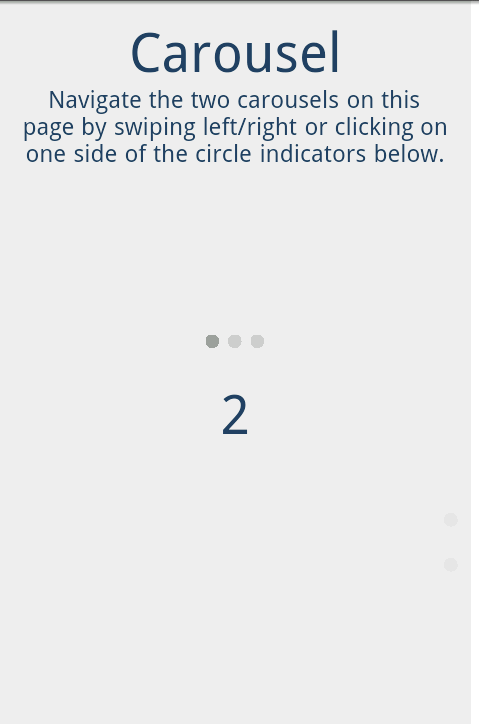 Carousel
Navigate the two carousels on this
page by swiping left/right or clicking on
one side of the circle indicators below.
2